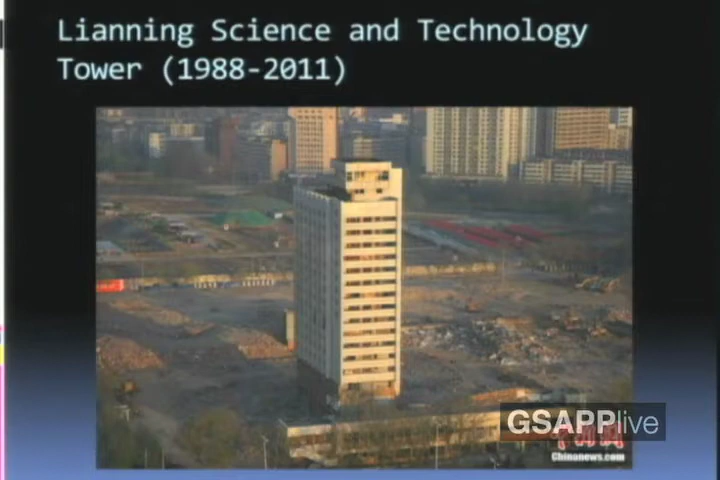 Lianning Science and Technology
Tower (1988-2011)
GSAPPlive
Chinanews.com